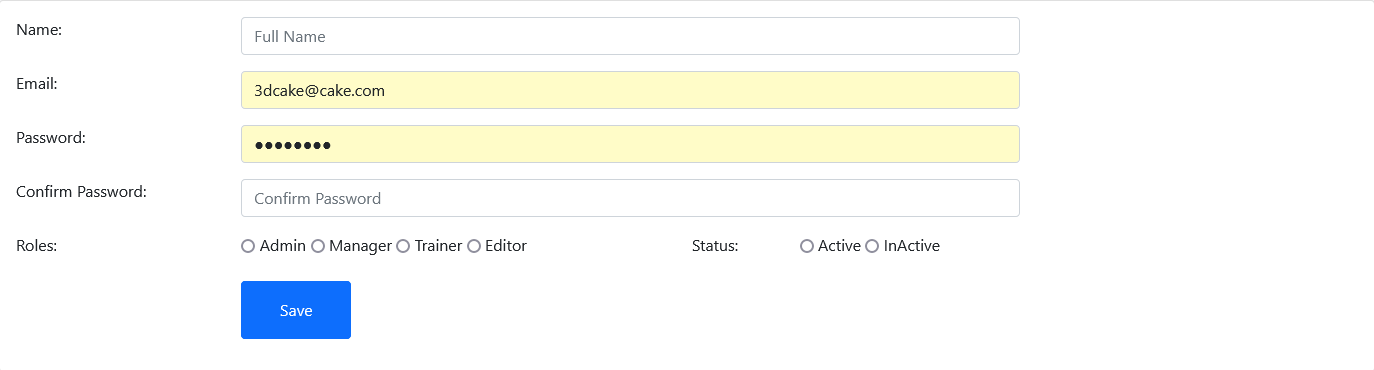 Name: Full Name
Email: 3dcake@cake.com
Password: ●●●●●●●●
Confirm Password: Confirm Password
Roles: Admin Manager Trainer Editor Status: Active InActive
Save